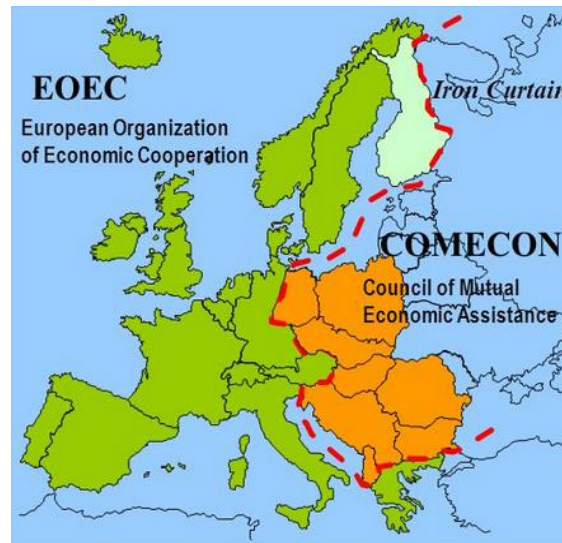 EOEC
European Organization
of Economic Cooperation
Iron Curtain
COMECON
Council of Mutual
Economic Assistance